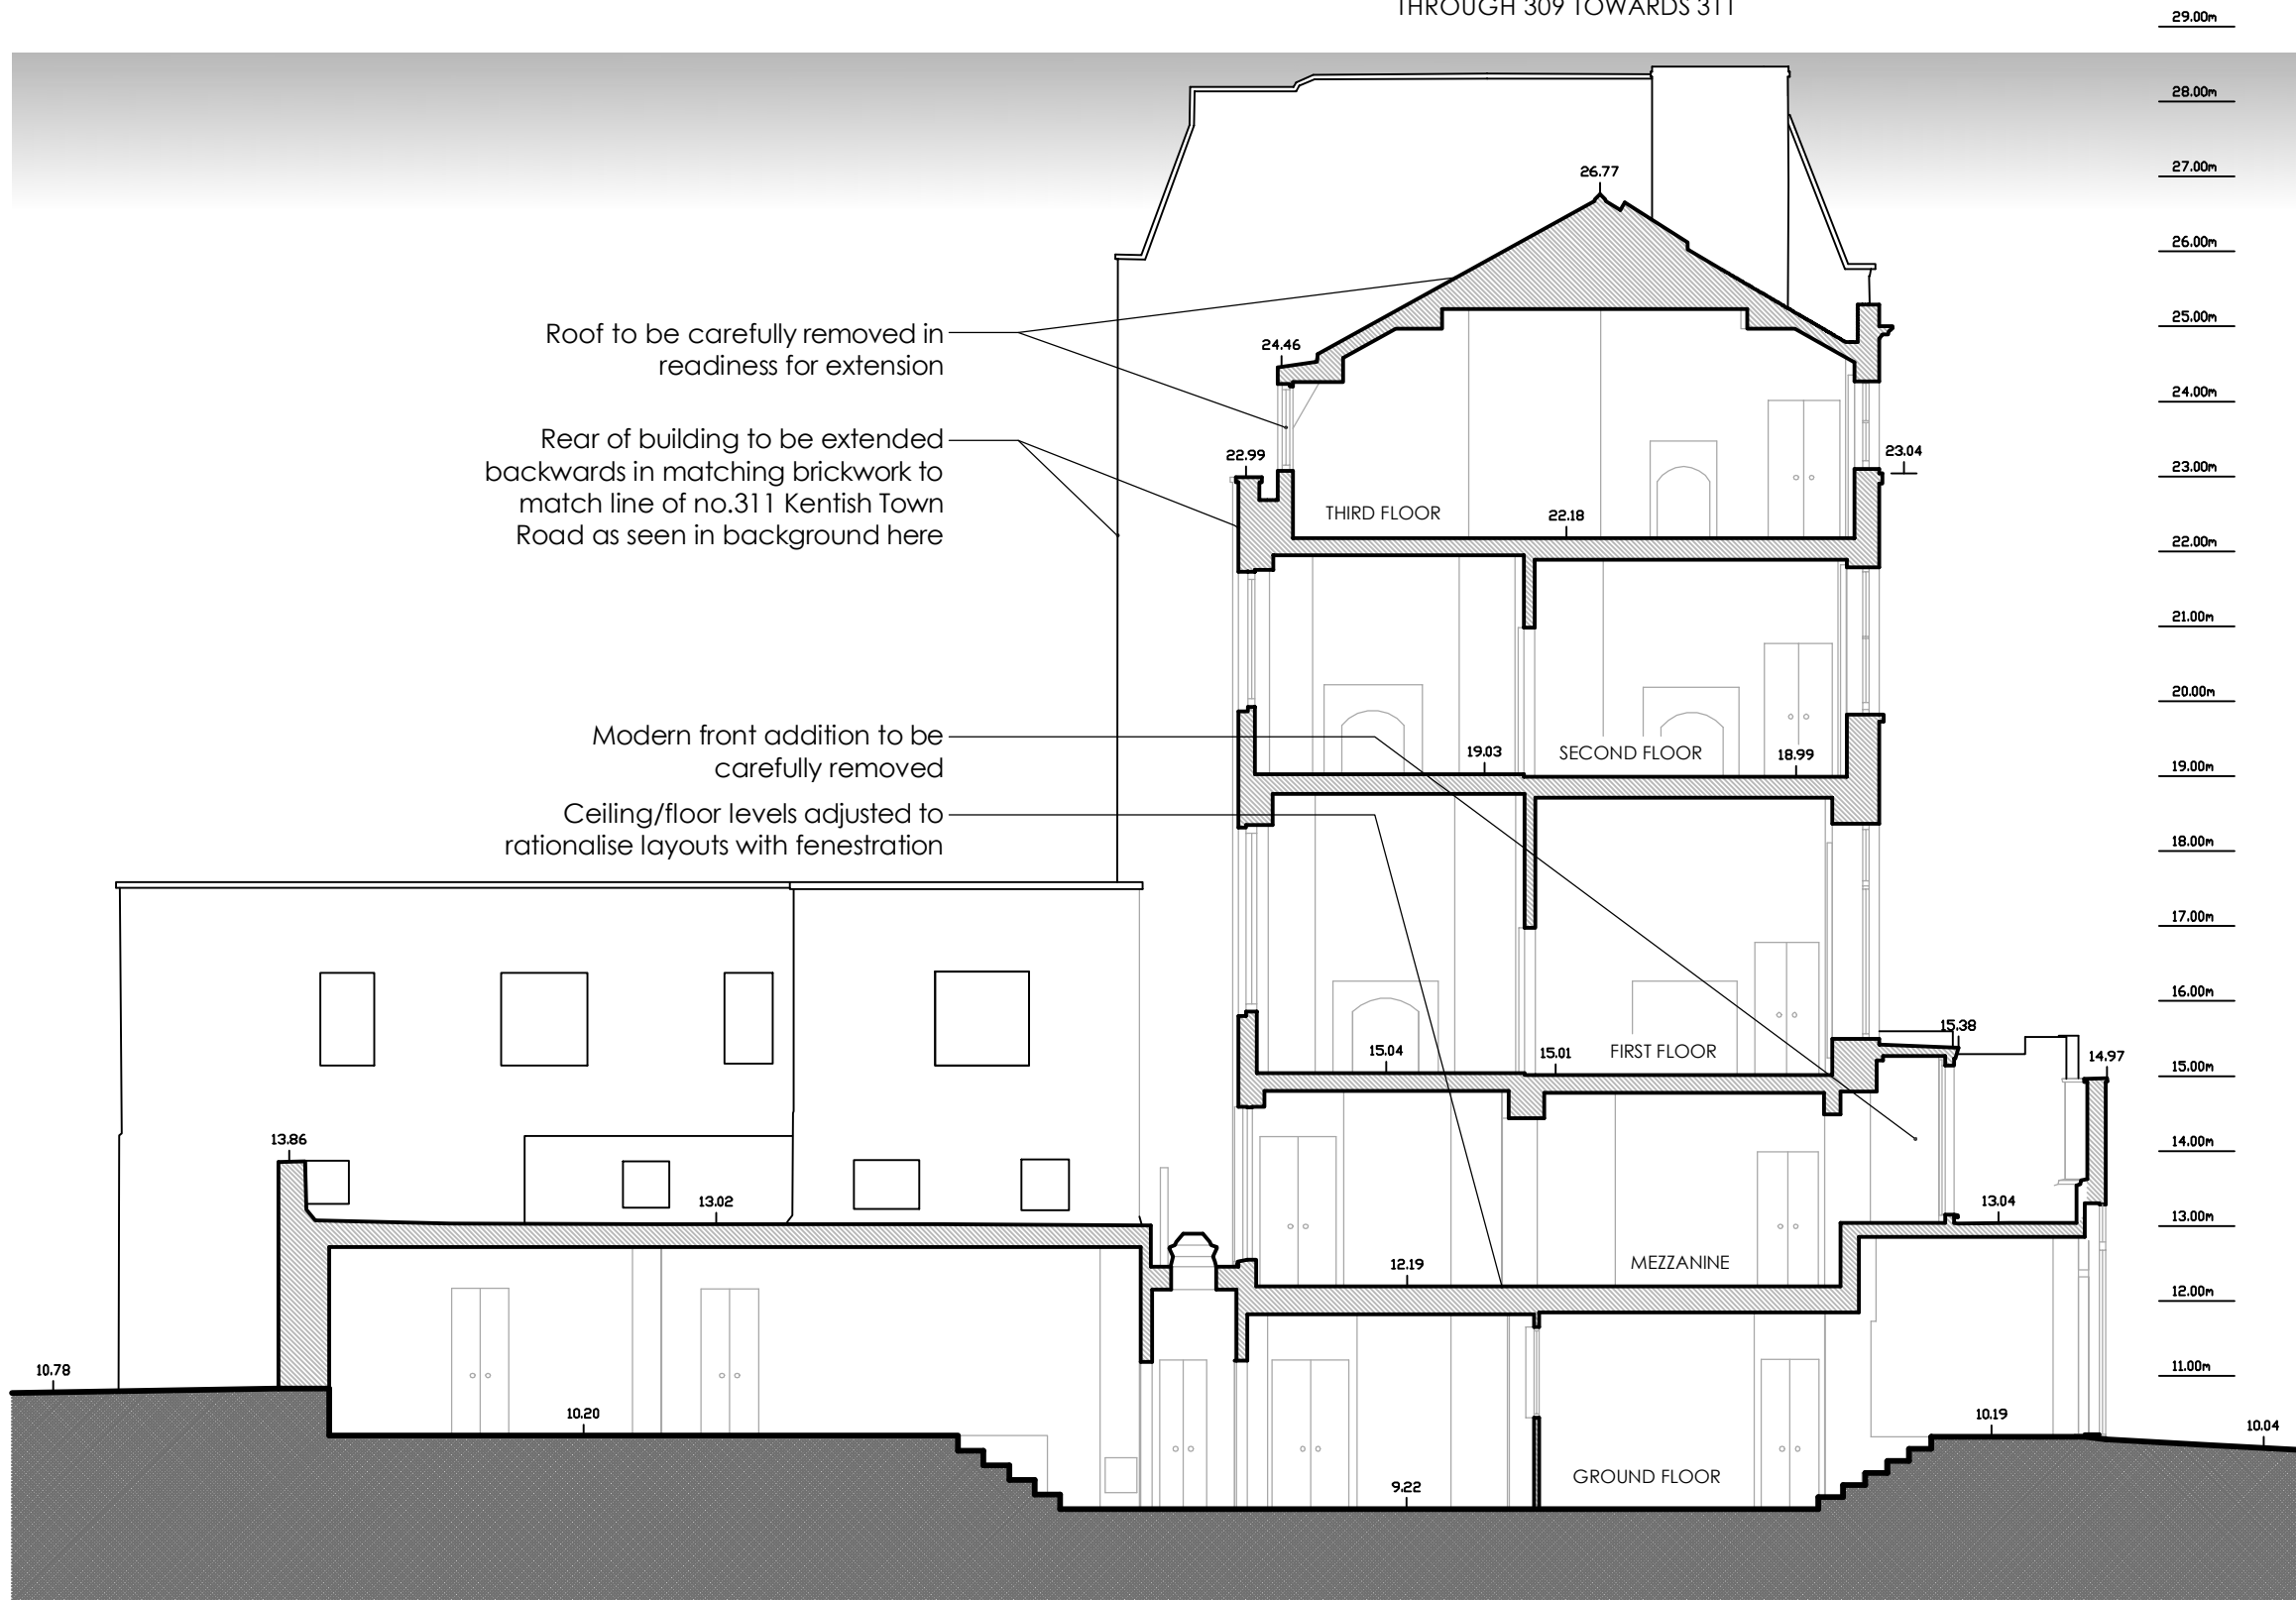 THROUGH 309 TOWARDS 311
29.00m
28.00m
27.00m
26.77
26.00m
Roof to be carefully removed in
readiness for extension
25.00m
24.46
24.00m
Rear of building to be extended
backwards in matching brickwork to
match line of no.311 Kentish Town
Road as seen in background here
22.99
23.04
23.00m
THIRD FLOOR
22.18
22.00m
21.00m
20.00m
Modern front addition to be
carefully removed
19.03
SECOND FLOOR
18.99
19.00m
Ceiling/floor levels adjusted to
rationalise layouts with fenestration
18.00m
17.00m
16.00m
15.04
15.01
FIRST FLOOR
15.38
14.97
15.00m
13.86
14.00m
13.02
13.04
13.00m
12.19
MEZZANINE
12.00m
10.78
11.00m
10.20
10.19
10.04
9.22
GROUND FLOOR